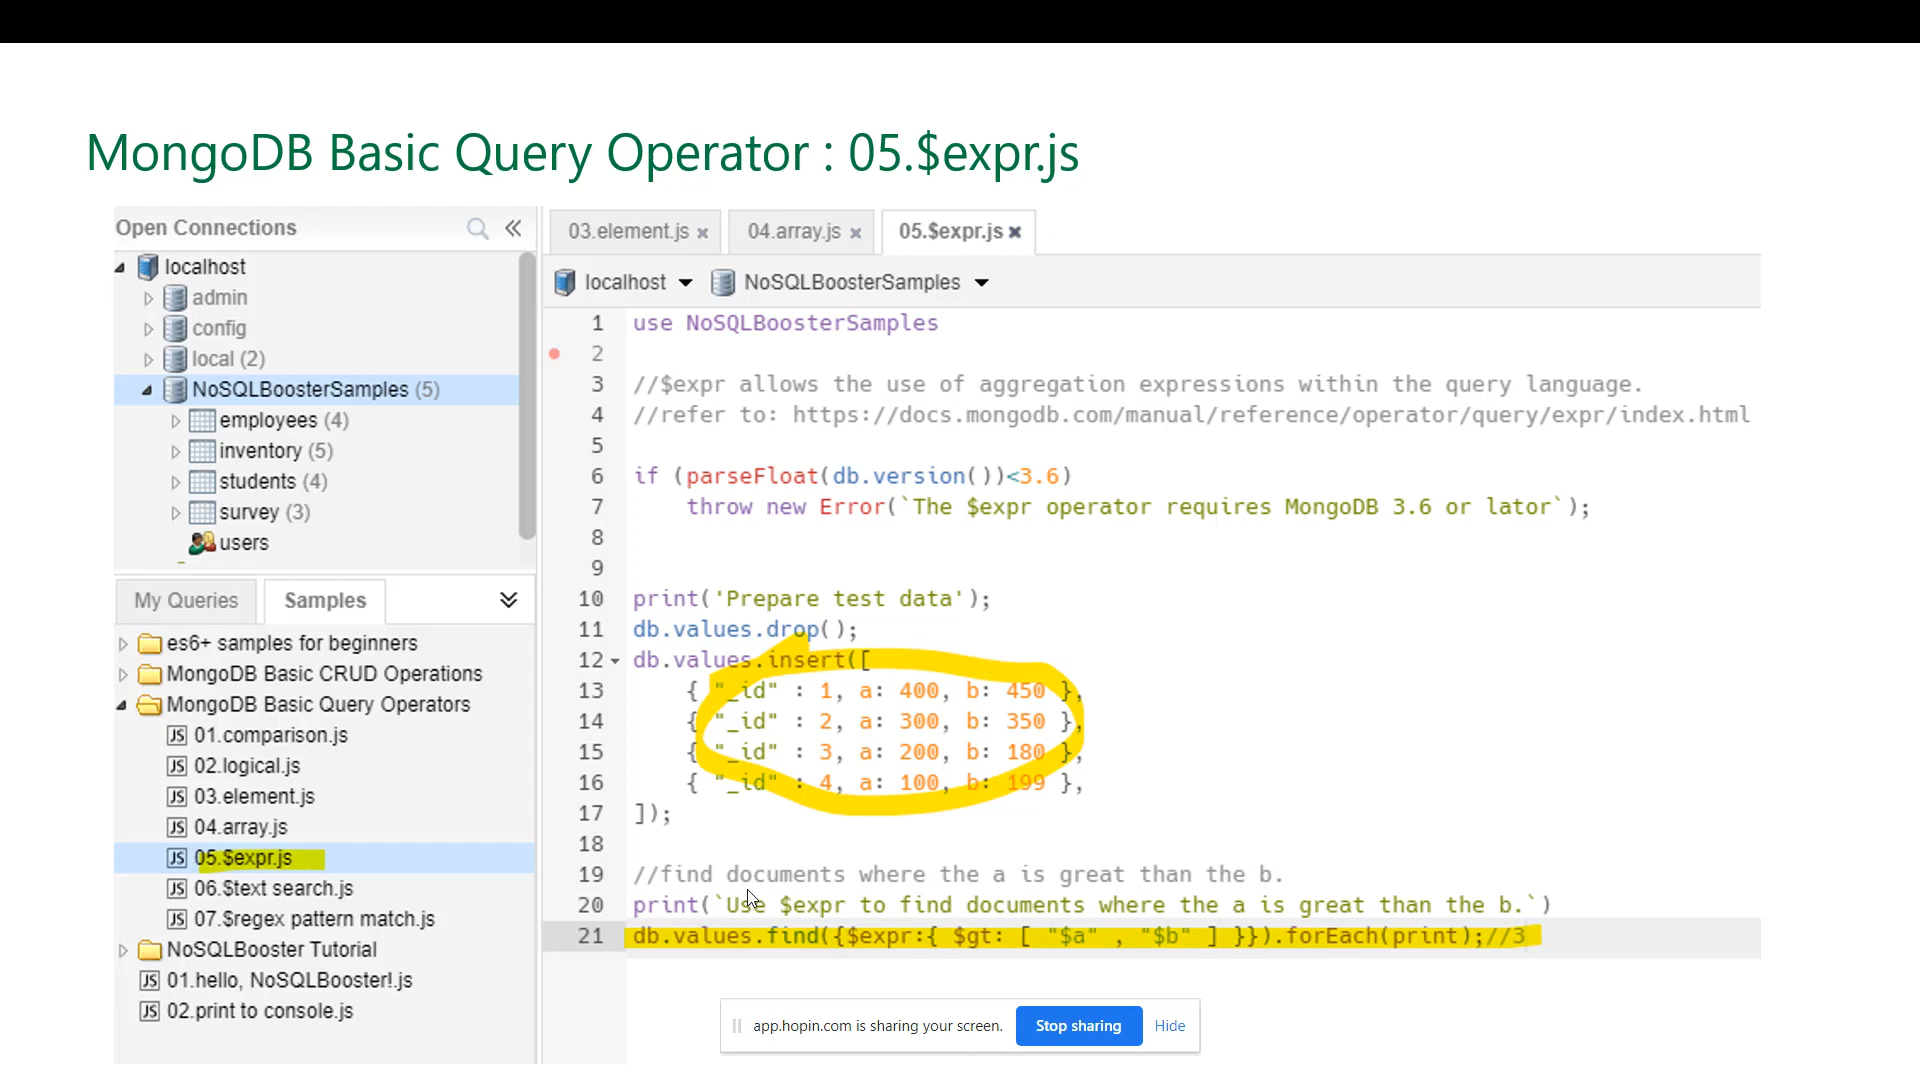 MongoDB Basic Query Operator : 05.$expr.js
Open Connections
localhost
admin
config
local (2)
NoSQLBoosterSamples (5)
employees (4)
inventory (5)
students (4)
survey (3)
users
My Queries
Samples
es6+ samples for beginners
MongoDB Basic CRUD Operations
MongoDB Basic Query Operators
JS 01.comparison.js
JS 02.logical.js
JS 03.element.js
JS 04.array.js
JS 05.$expr.js
JS 06.$text search.js
JS 07.$regex pattern match.js
NoSQLBooster Tutorial
JS 01.hello, NoSQLBooster!.js
JS 02.print to console.js
03.element.js × 04.array.js × 05.$expr.js ×
localhost NoSQLBoosterSamples
1 use NoSQLBoosterSamples
2
3 //$expr allows the use of aggregation expressions within the query language.
4 //refer to: https://docs.mongodb.com/manual/reference/operator/query/expr/index.html
5
6 if (parseFloat(db.version())<3.6)
7 throw new Error(`The $expr operator requires MongoDB 3.6 or lator`);
8
9
10 print('Prepare test data');
11 db.values.drop();
12 db.values.insert([
13 { "_id" : 1, a: 400, b: 450 },
14 { "_id" : 2, a: 300, b: 350 },
15 { "_id" : 3, a: 200, b: 180 },
16 { "_id" : 4, a: 100, b: 199 },
17 ]);
18
19 //find documents where the a is great than the b.
20 print(`Use $expr to find documents where the a is great than the b.`)
21 db.values.find({$expr:{ $gt: [ "$a" , "$b" ] }}).forEach(print);//3
app.hopin.com is sharing your screen. Stop sharing Hide